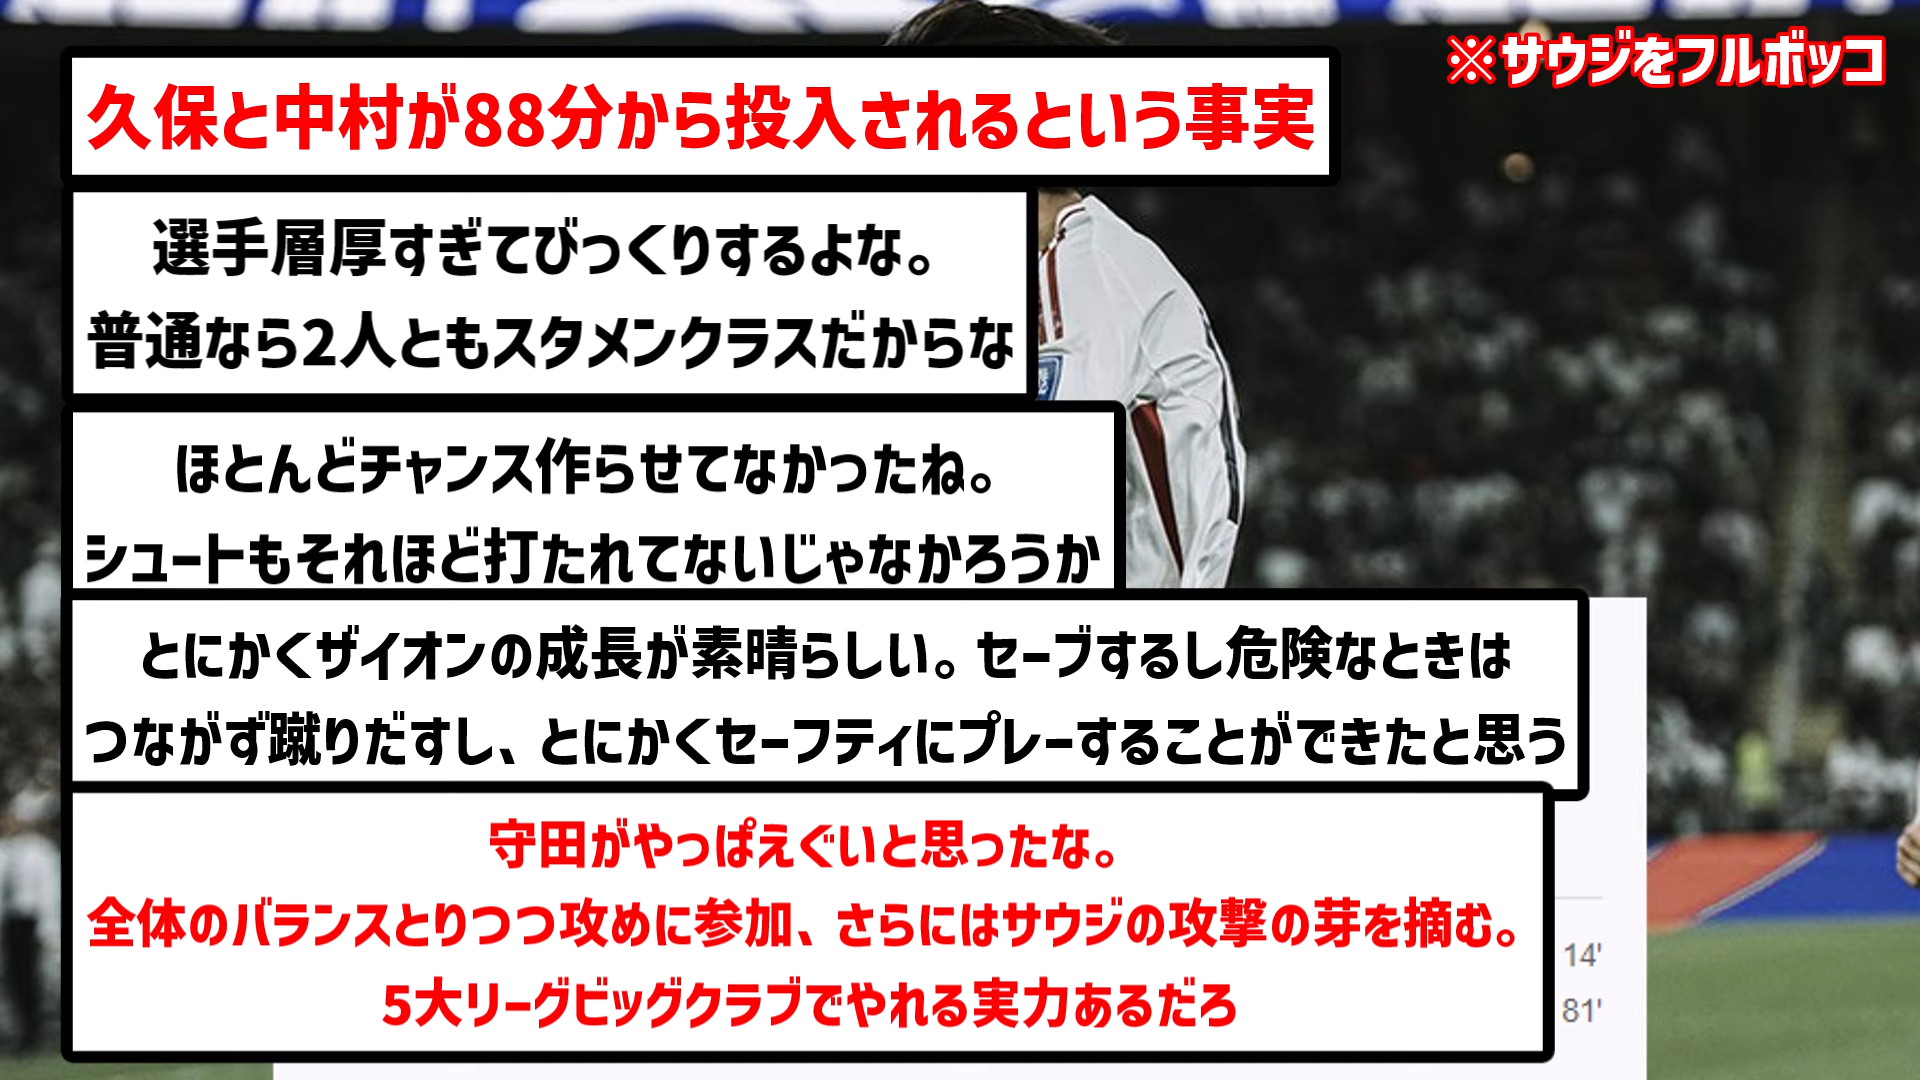 ※サウジをフルボッコ
久保と中村が88分から投入されるという事実
選手層厚すぎてびっくりするよな。
普通なら2人ともスタメンクラスだからな
ほとんどチャンス作らせてなかったね。
シュートもそれほど打たれてないじゃなかろうか
とにかくザイオンの成長が素晴らしい。セーブするし危険なときは
つながず蹴りだすし、とにかくセーフティにプレーすることができたと思う
守田がやっぱえぐいと思ったな。
全体のバランスとりつつ攻めに参加、さらにはサウジの攻撃の芽を摘む。
5大リーグビッグクラブでやれる実力あるだろ
14'
81'